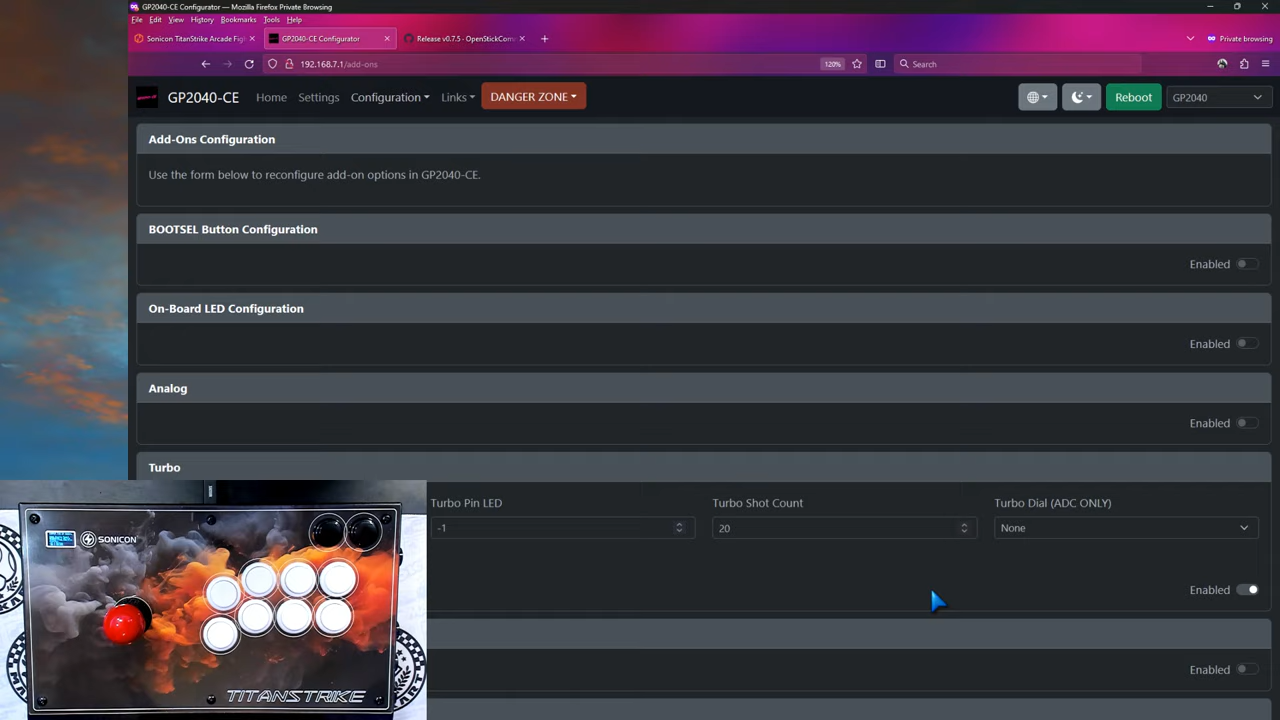 GP2040-CE Configurator — Mozilla Firefox Private Browsing
File Edit View History Bookmarks Tools Help
Sonicon TitanStrike Arcade Figh
GP2040-CE Configurator
Release v0.7.5 - OpenStickCom
Private browsing
192.168.7.1/add-ons
120%
Search
GP2040-CE
Home
Settings
Configuration
Links
DANGER ZONE
Reboot
GP2040
Add-Ons Configuration
Use the form below to reconfigure add-on options in GP2040-CE.
BOOTSEL Button Configuration
Enabled
On-Board LED Configuration
Enabled
Analog
Enabled
Turbo
Turbo Pin LED
Turbo Shot Count
Turbo Dial (ADC ONLY)
-1
20
None
Enabled
Enabled
SONICON
TITANSTRIKE